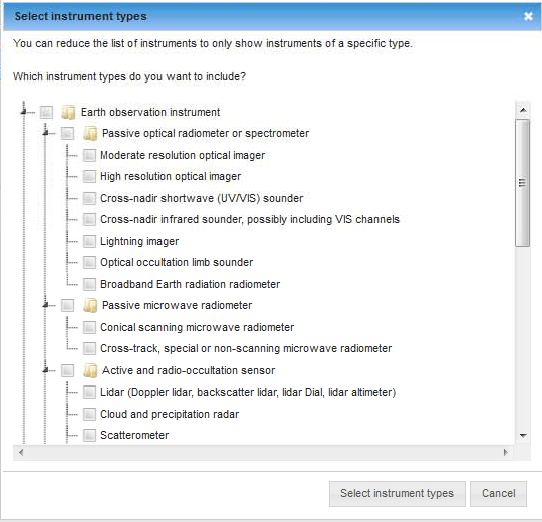 Select instrument types
You can reduce the list of instruments to only show instruments of a specific type.
Which instrument types do you want to include?
Earth observation instrument
Passive optical radiometer or spectrometer
Moderate resolution optical imager
High resolution optical imager
Cross-nadir shortwave (UV/VIS) sounder
Cross-nadir infrared sounder, possibly including VIS channels
Lightning imager
Optical occultation limb sounder
Broadband Earth radiation radiometer
Passive microwave radiometer
Conical scanning microwave radiometer
Cross-track, special or non-scanning microwave radiometer
Active and radio-occultation sensor
Lidar (Doppler lidar, backscatter lidar, lidar Dial, lidar altimeter)
Cloud and precipitation radar
Scatterometer
Select instrument types
Cancel